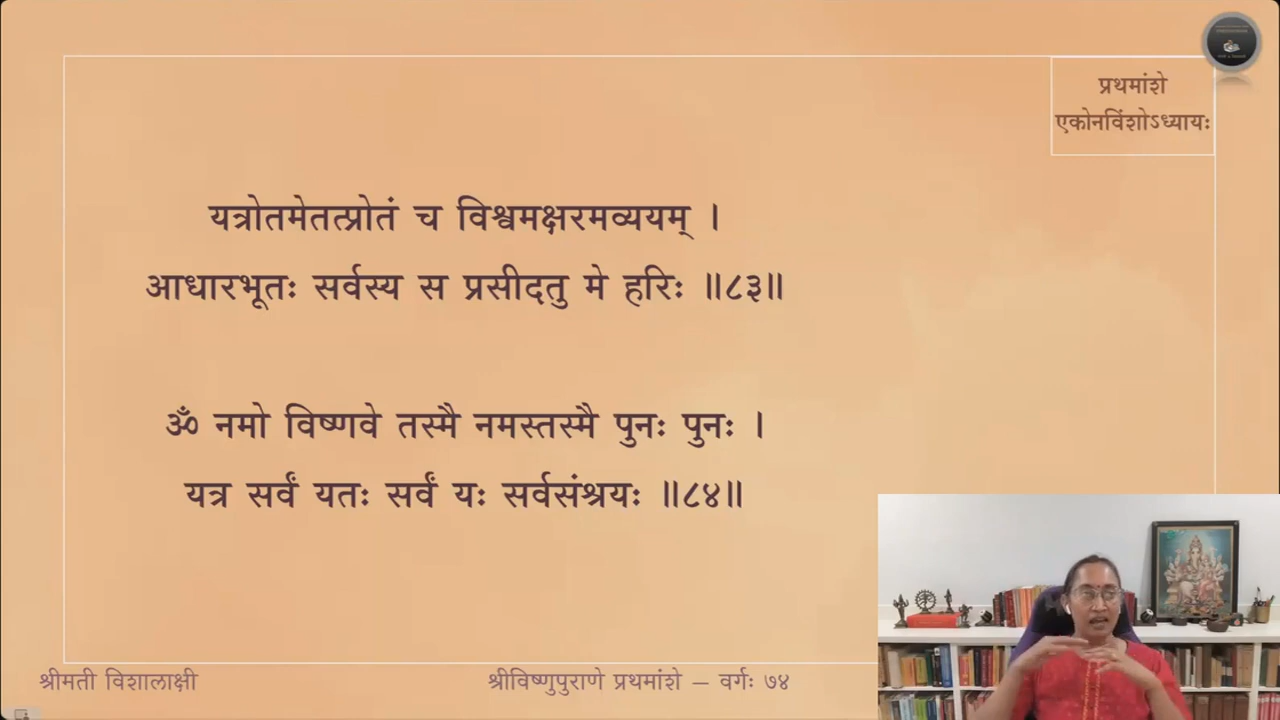 प्रथमांशे
एकोनविंशोऽध्यायः
यत्रोतमेतत्प्रोतं च विश्वमक्षरमव्ययम् ।
आधारभूतः सर्वस्य स प्रसीदतु मे हरिः ॥८३॥
ॐ नमो विष्णवे तस्मै नमस्तस्मै पुनः पुनः ।
यत्र सर्वं यतः सर्वं यः सर्वसंश्रयः ॥८४॥
श्रीमती विशालाक्षी
श्रीविष्णुपुराणे प्रथमांशे – वर्गः ७४